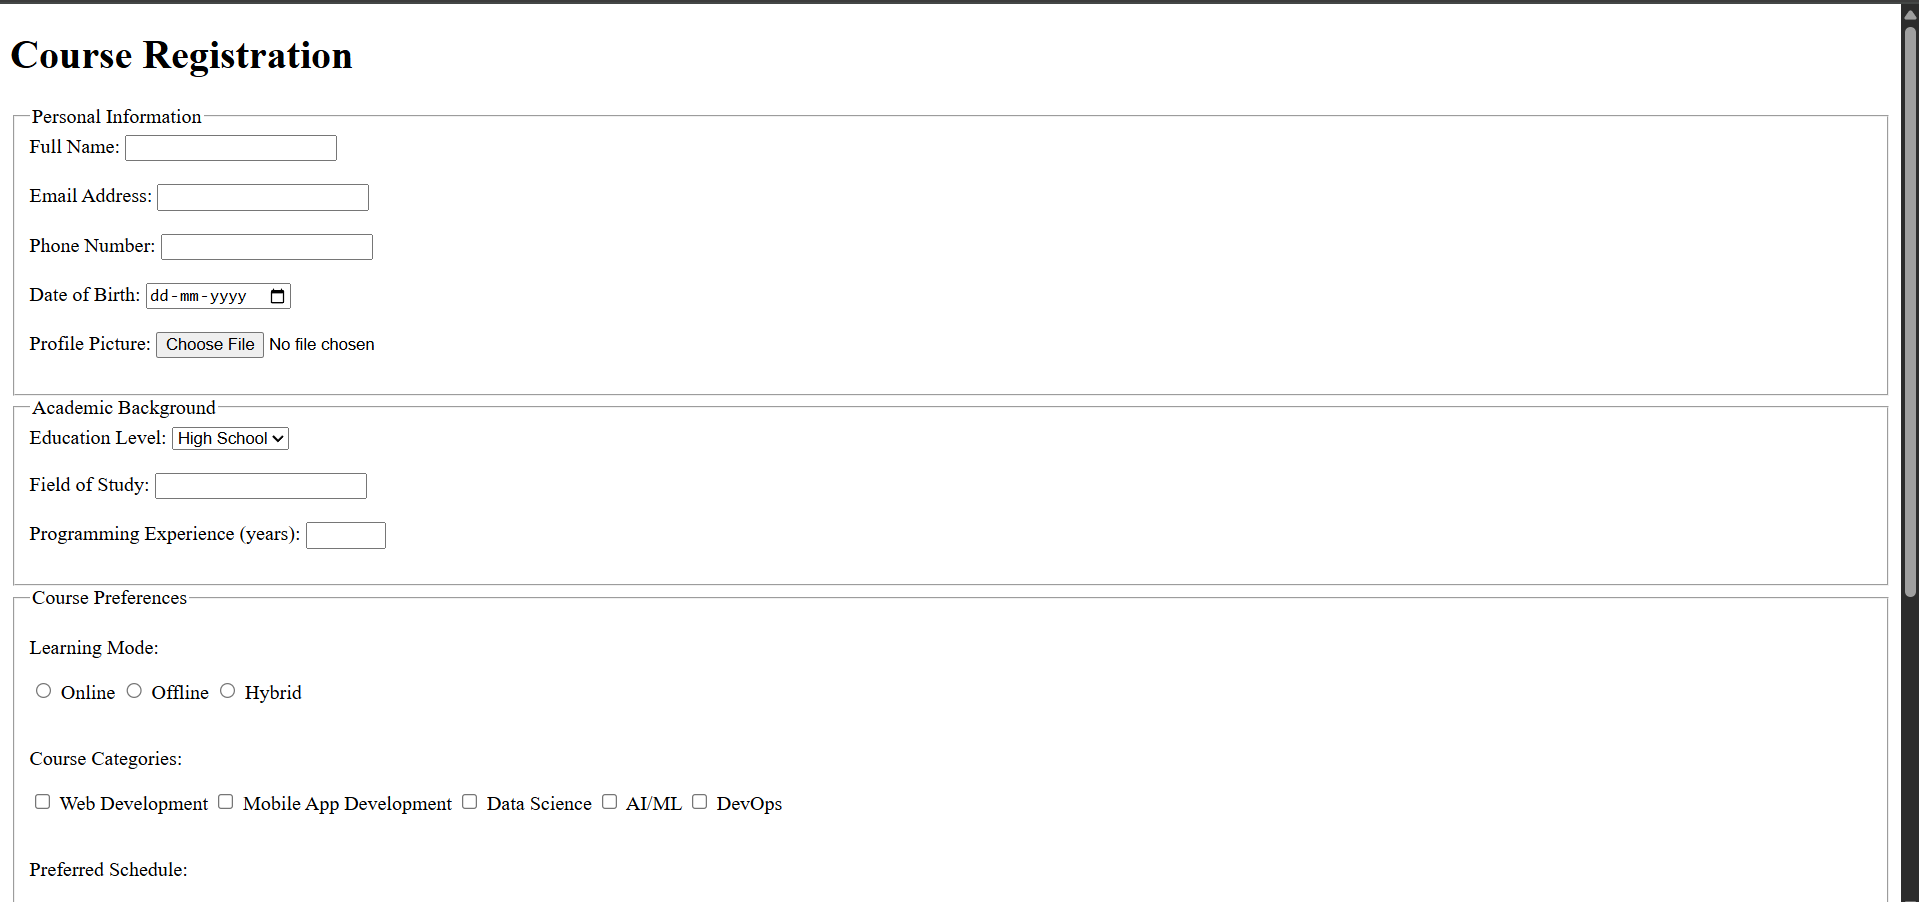 Course Registration
Personal Information
Full Name:
Email Address:
Phone Number:
Date of Birth: dd-mm-yyyy
Profile Picture: Choose File No file chosen
Academic Background
Education Level: High School
Field of Study:
Programming Experience (years):
Course Preferences
Learning Mode:
Online Offline Hybrid
Course Categories:
Web Development Mobile App Development Data Science AI/ML DevOps
Preferred Schedule: